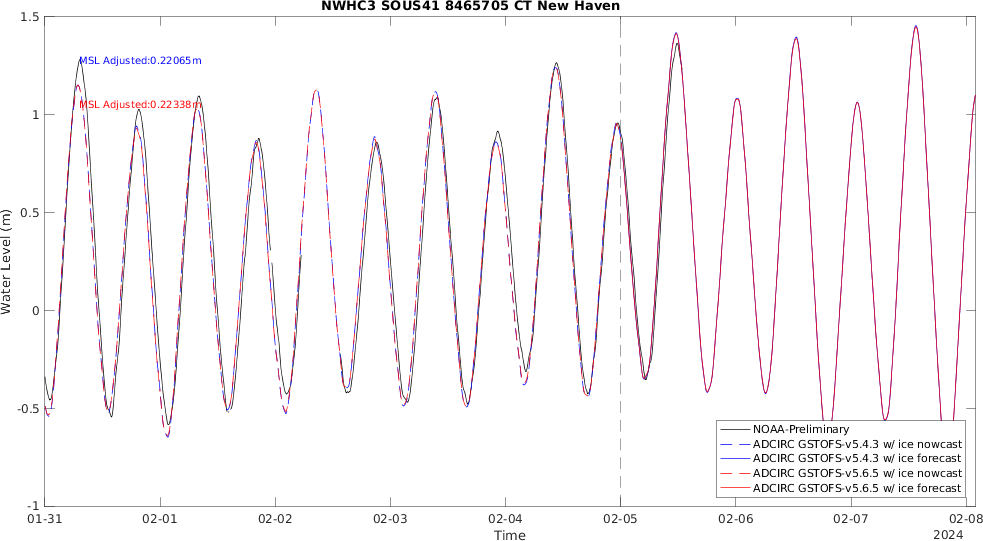 NWHC3 SOUS41 8465705 CT New Haven
1.5
MSL Adjusted:0.22065m
MSL Adjusted:0.22338m
1
0.5
Water Level (m)
0
-0.5
NOAA-Preliminary
ADCIRC GSTOFS-v5.4.3 w/ ice nowcast
ADCIRC GSTOFS-v5.4.3 w/ ice forecast
ADCIRC GSTOFS-v5.6.5 w/ ice nowcast
ADCIRC GSTOFS-v5.6.5 w/ ice forecast
-1
01-31 02-01 02-02 02-03 02-04 02-05 02-06 02-07 02-08
Time
2024